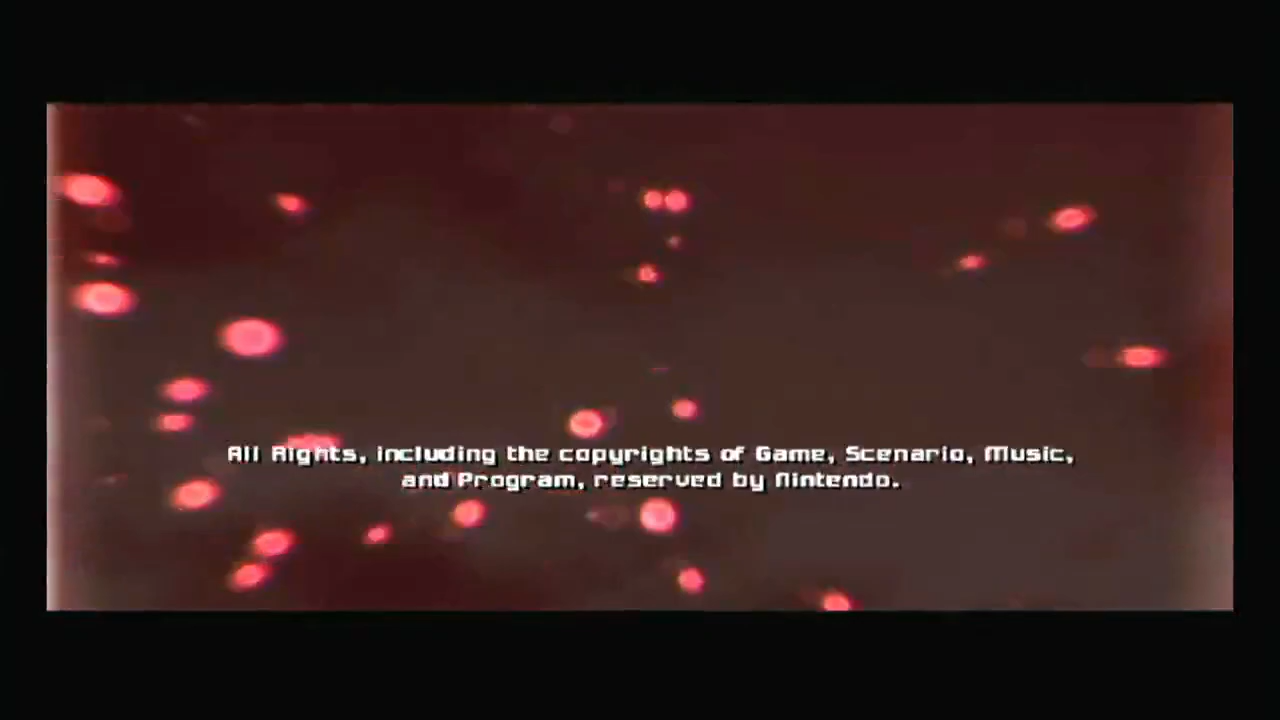 All Rights, including the copyrights of Game, Scenario, Music,
and Program, reserved by Nintendo.